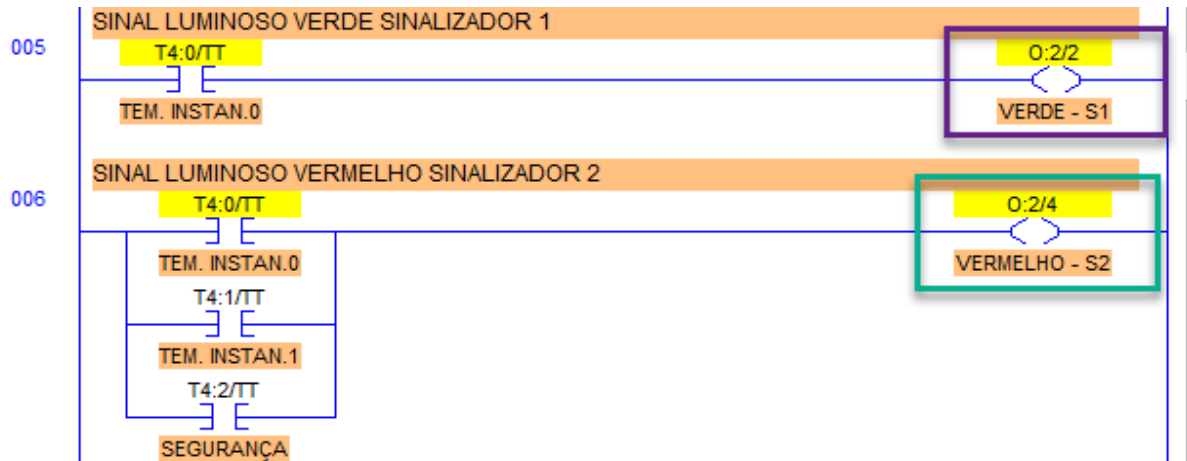 SINAL LUMINOSO VERDE SINALIZADOR 1
005
T4:0/TT
O:2/2
TEM. INSTAN.0
VERDE - S1
SINAL LUMINOSO VERMELHO SINALIZADOR 2
006
T4:0/TT
O:2/4
TEM. INSTAN.0
VERMELHO - S2
T4:1/TT
TEM. INSTAN.1
T4:2/TT
SEGURANÇA